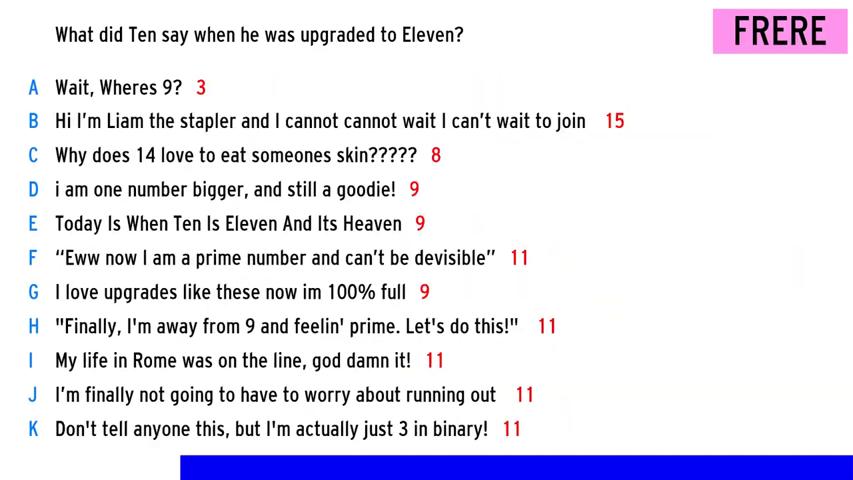 What did Ten say when he was upgraded to Eleven?
FRERE
A Wait, Wheres 9? 3
B Hi I'm Liam the stapler and I cannot cannot wait I can't wait to join 15
C Why does 14 love to eat someones skin????? 8
D i am one number bigger, and still a goodie! 9
E Today Is When Ten Is Eleven And Its Heaven 9
F “Eww now I am a prime number and can't be devisible” 11
G I love upgrades like these now im 100% full 9
H "Finally, I'm away from 9 and feelin' prime. Let's do this!" 11
I My life in Rome was on the line, god damn it! 11
J I'm finally not going to have to worry about running out 11
K Don't tell anyone this, but I'm actually just 3 in binary! 11